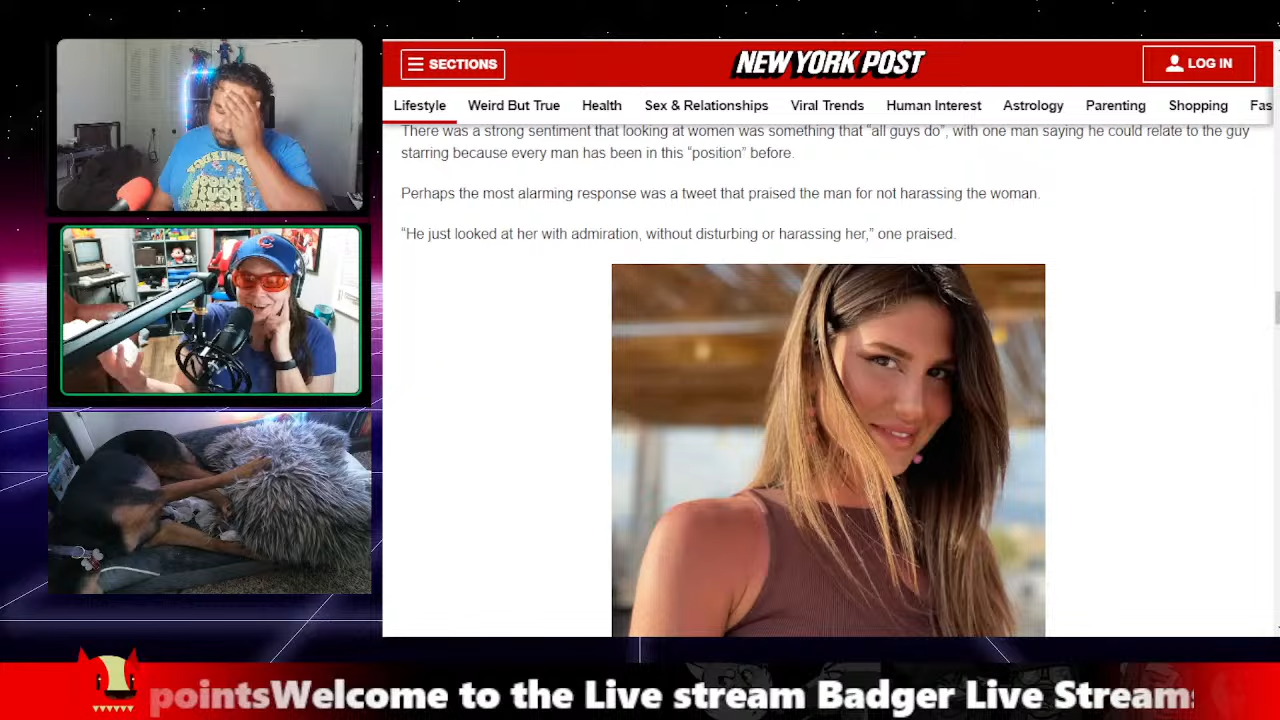 SECTIONS
NEW YORK POST
LOG IN
Lifestyle Weird But True Health Sex & Relationships Viral Trends Human Interest Astrology Parenting Shopping Fas
There was a strong sentiment that looking at women was something that “all guys do”, with one man saying he could relate to the guy
starring because every man has been in this “position” before.
Perhaps the most alarming response was a tweet that praised the man for not harassing the woman.
“He just looked at her with admiration, without disturbing or harassing her,” one praised.
pointsWelcome to the Live stream Badger Live Streams